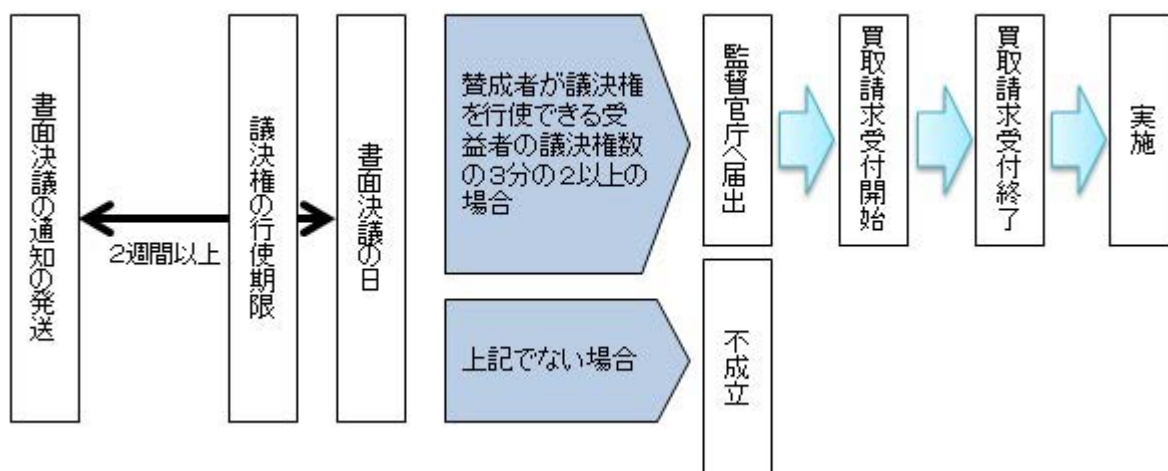 書面決議の通知の発送
2週間以上
議決権の行使期限
書面決議の日
賛成者が議決権
を行使できる受
益者の議決権数
の3分の2以上の
場合
監督官庁へ届出
買取請求受付開始
買取請求受付終了
実施
上記でない場合
不成立